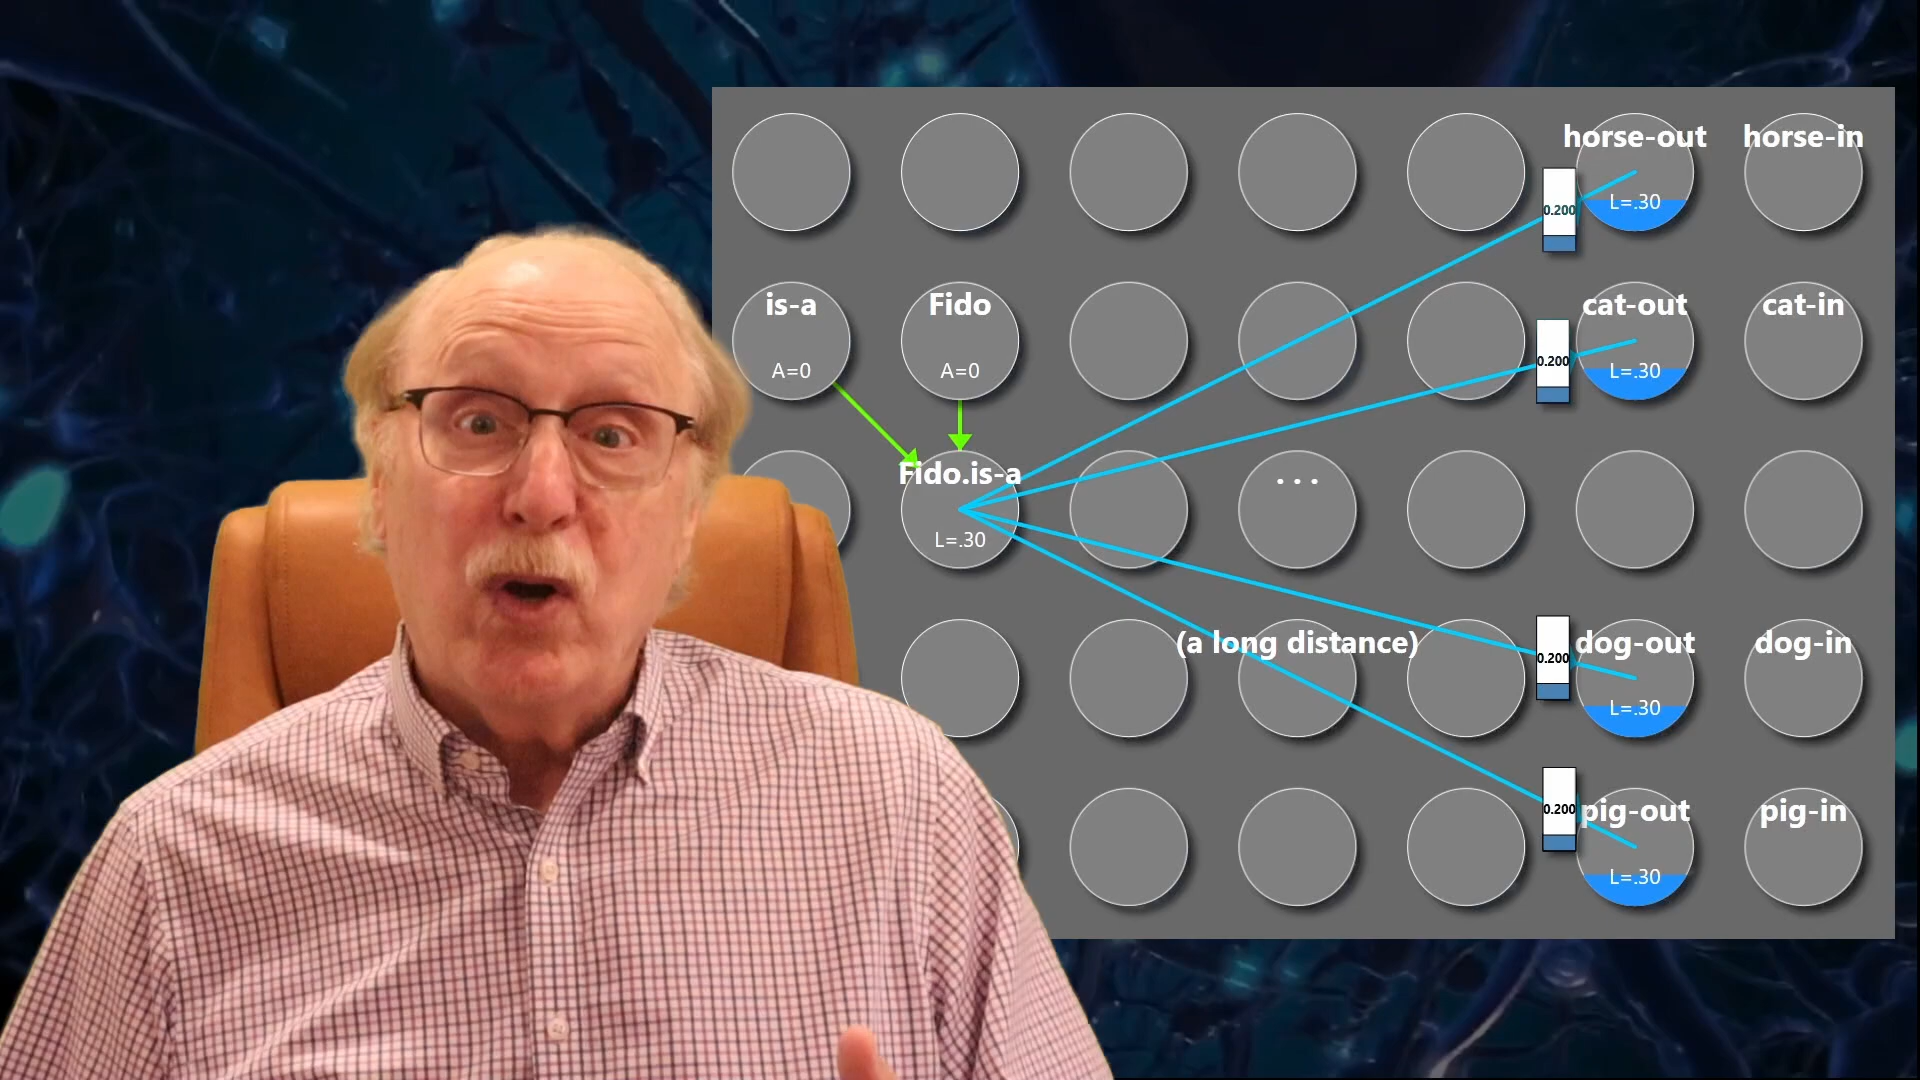 horse-out
horse-in
0.200
L=.30
is-a
Fido
cat-out
cat-in
A=0
A=0
0.200
L=.30
Fido.is-a
. . .
L=.30
(a long distance)
dog-out
dog-in
0.200
L=.30
pig-out
pig-in
0.200
L=.30